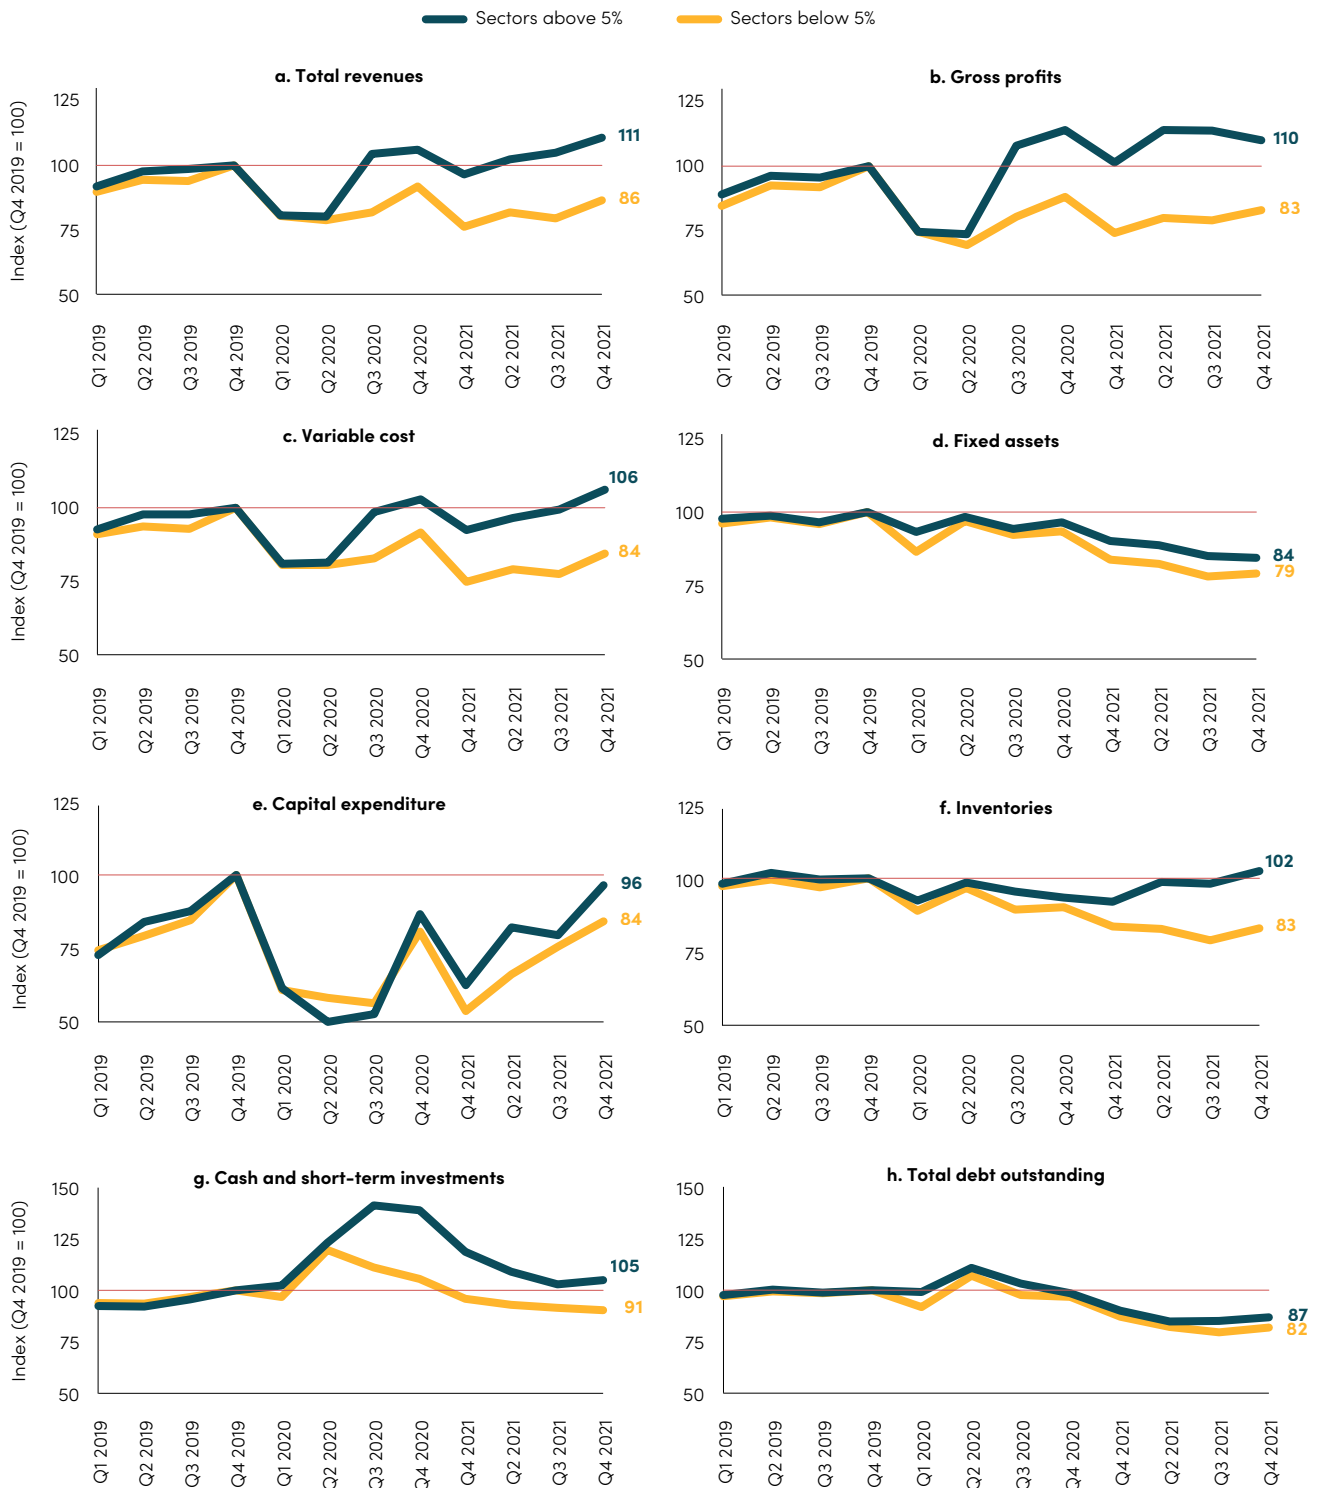 Sectors above 5% Sectors below 5%
a. Total revenues
Index (Q4 2019 = 100)
125
100
75
50
111
86
Q1 2019 Q2 2019 Q3 2019 Q4 2019 Q1 2020 Q2 2020 Q3 2020 Q4 2020 Q4 2021 Q2 2021 Q3 2021 Q4 2021
b. Gross profits
125
100
75
50
110
83
Q1 2019 Q2 2019 Q3 2019 Q4 2019 Q1 2020 Q2 2020 Q3 2020 Q4 2020 Q4 2021 Q2 2021 Q3 2021 Q4 2021
c. Variable cost
Index (Q4 2019 = 100)
125
100
75
50
106
84
Q1 2019 Q2 2019 Q3 2019 Q4 2019 Q1 2020 Q2 2020 Q3 2020 Q4 2020 Q4 2021 Q2 2021 Q3 2021 Q4 2021
d. Fixed assets
125
100
75
50
84
79
Q1 2019 Q2 2019 Q3 2019 Q4 2019 Q1 2020 Q2 2020 Q3 2020 Q4 2020 Q4 2021 Q2 2021 Q3 2021 Q4 2021
e. Capital expenditure
Index (Q4 2019 = 100)
125
100
75
50
96
84
Q1 2019 Q2 2019 Q3 2019 Q4 2019 Q1 2020 Q2 2020 Q3 2020 Q4 2020 Q4 2021 Q2 2021 Q3 2021 Q4 2021
f. Inventories
125
100
75
50
102
83
Q1 2019 Q2 2019 Q3 2019 Q4 2019 Q1 2020 Q2 2020 Q3 2020 Q4 2020 Q4 2021 Q2 2021 Q3 2021 Q4 2021
g. Cash and short-term investments
Index (Q4 2019 = 100)
150
125
100
75
50
105
91
Q1 2019 Q2 2019 Q3 2019 Q4 2019 Q1 2020 Q2 2020 Q3 2020 Q4 2020 Q4 2021 Q2 2021 Q3 2021 Q4 2021
h. Total debt outstanding
150
125
100
75
50
87
82
Q1 2019 Q2 2019 Q3 2019 Q4 2019 Q1 2020 Q2 2020 Q3 2020 Q4 2020 Q4 2021 Q2 2021 Q3 2021 Q4 2021